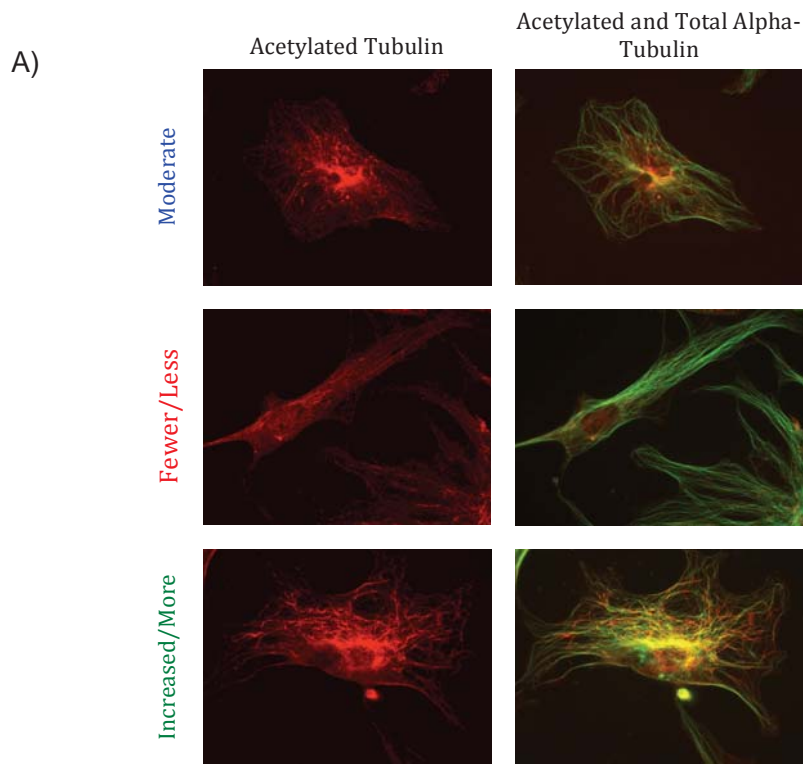 A)
Acetylated Tubulin
Acetylated and Total Alpha-
Tubulin
Moderate
Fewer/Less
Increased/More